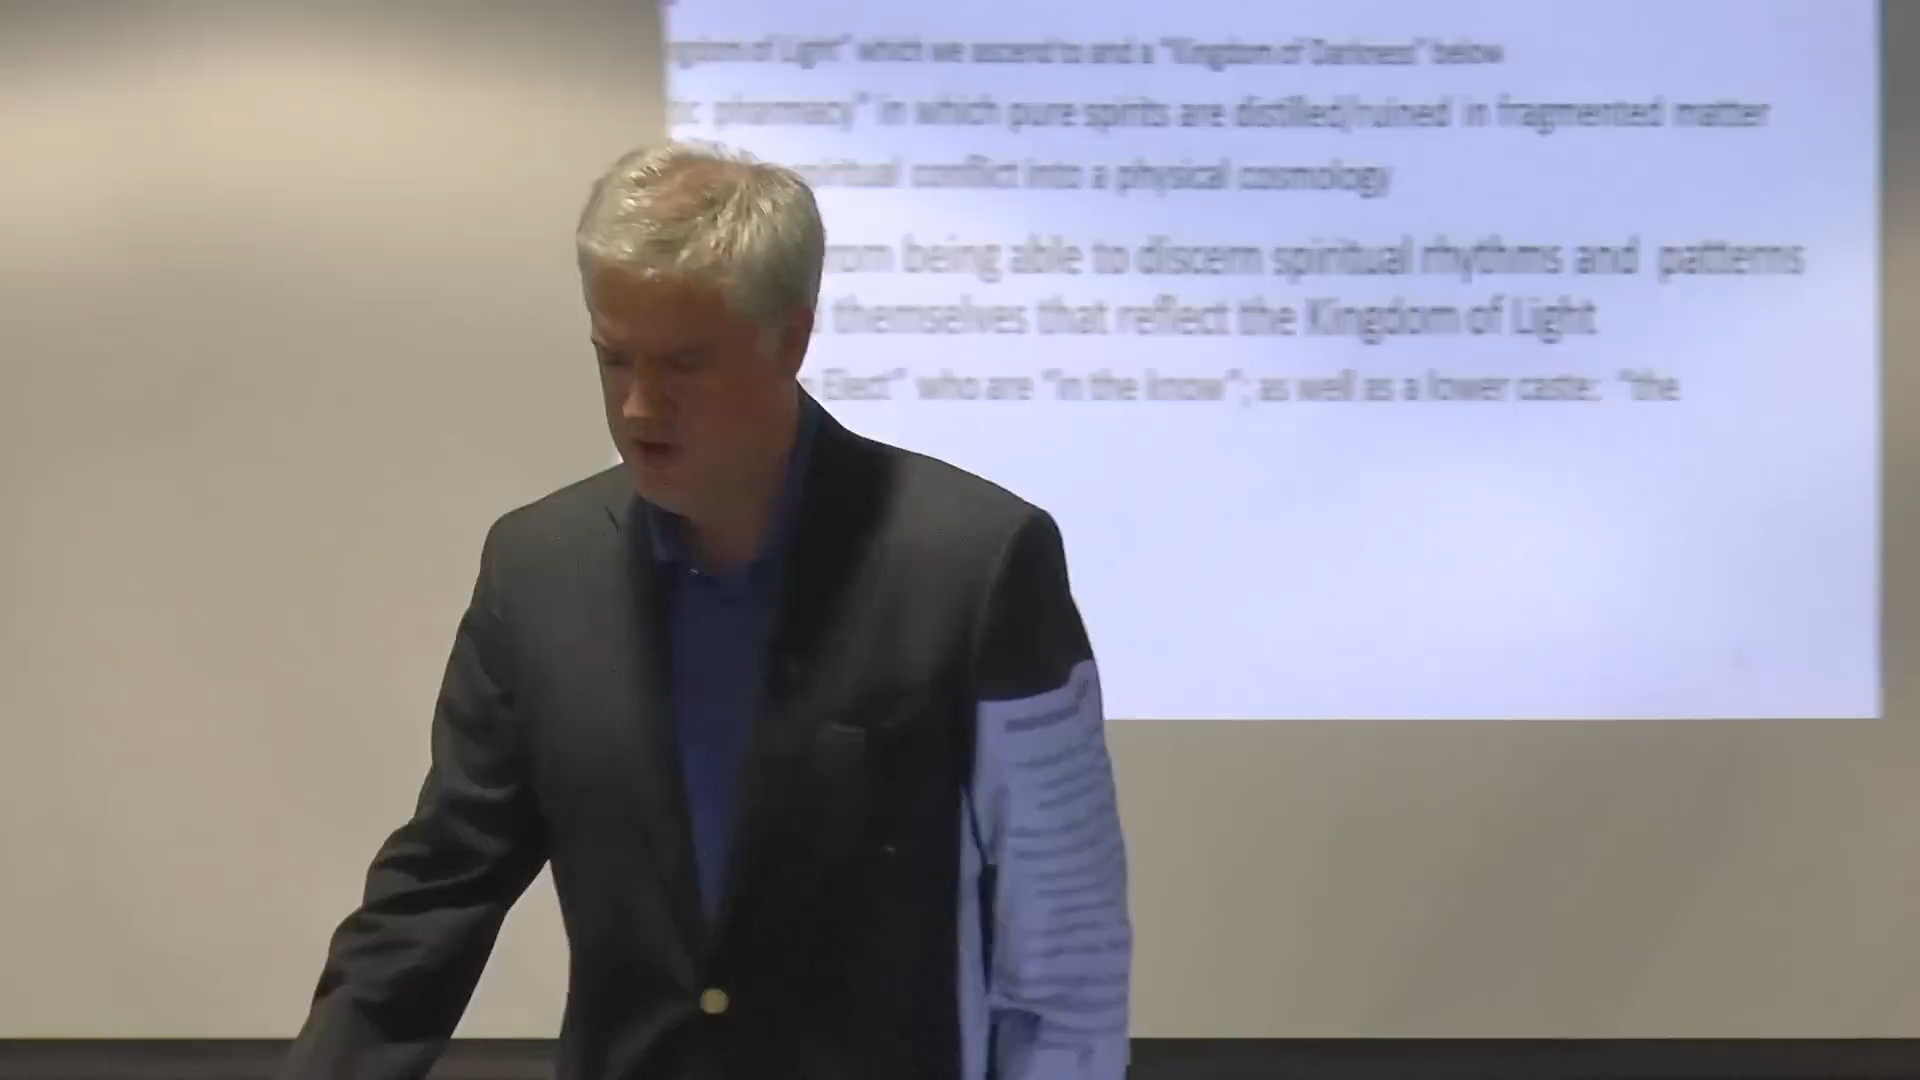 of Light" which we ascend to and a "Kingdom of Darkness" below
pharmacy" in which pure spirits are distilled/ruined in fragmented matter
spiritual conflict into a physical cosmology
from being able to discern spiritual rhythms and patterns
themselves that reflect the Kingdom of Light
Elect" who are "in the know"; as well as a lower caste: "the